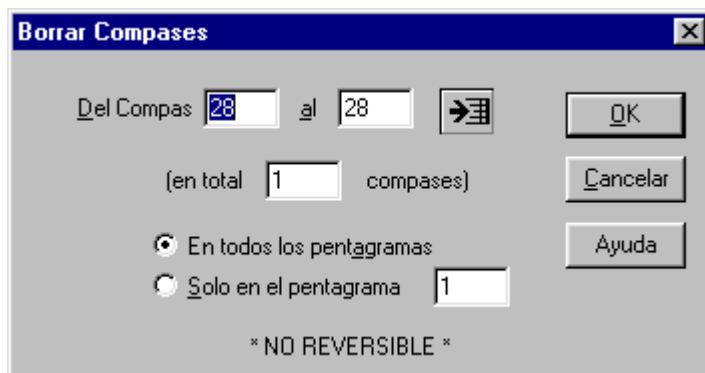 Borrar Compases
Del Compas 28 al 28
OK
(en total 1 compases)
Cancelar
En todos los pentagramas
Ayuda
Solo en el pentagrama 1
* NO REVERSIBLE *